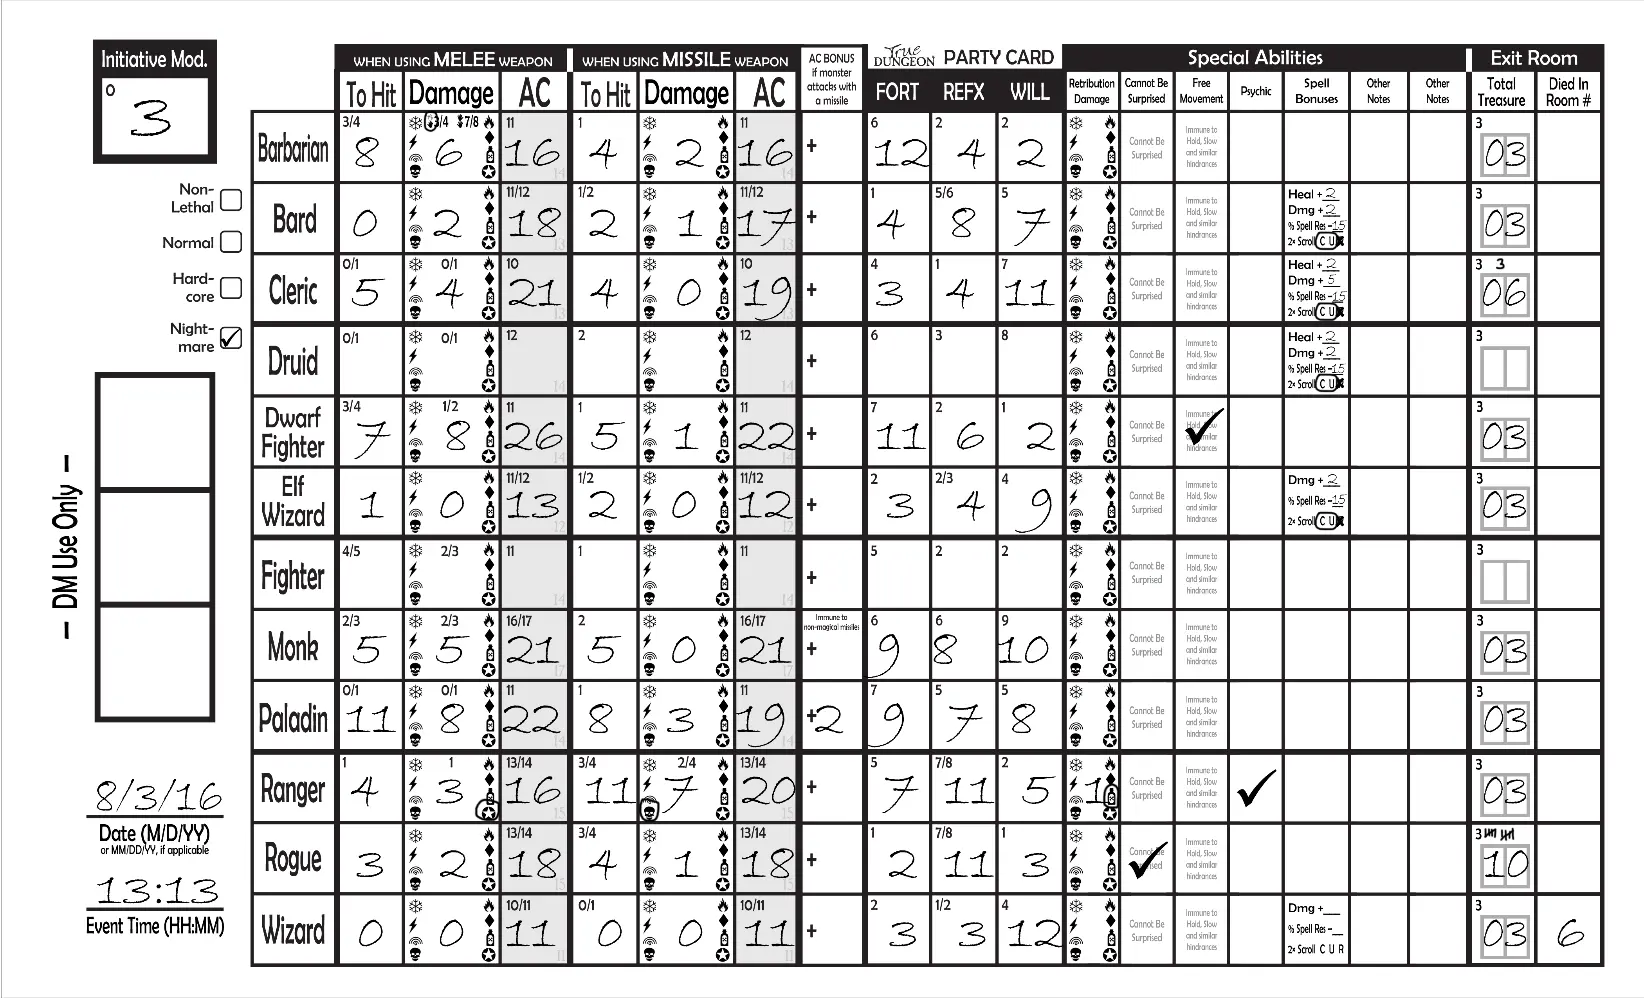 Initiative Mod.
0
3
Non-Lethal
Normal
Hard-core
Night-mare ✓
– DM Use Only –
8/3/16
Date (M/D/YY)
or MM/DD/YY, if applicable
13:13
Event Time (HH:MM)
WHEN USING MELEE WEAPON WHEN USING MISSILE WEAPON AC BONUS if monster attacks with a missile True DUNGEON PARTY CARD Special Abilities Exit Room
To Hit Damage AC To Hit Damage AC FORT REFX WILL Retribution Damage Cannot Be Surprised Free Movement Psychic Spell Bonuses Other Notes Other Notes Total Treasure Died In Room #
3/4 3/4 $7/8 11 1 11 6 2 2 3
Barbarian 8 6 16 4 2 16 + 12 4 2 Cannot Be Surprised Immune to Hold, Slow and similar hindrances 03
11/12 1/2 11/12 1 5/6 5 3
Bard 0 2 18 2 1 17 + 4 8 7 Cannot Be Surprised Immune to Hold, Slow and similar hindrances Heal +2 Dmg +2 % Spell Res -15 2x Scroll C U 03
0/1 0/1 10 10 4 1 7 3 3
Cleric 5 4 21 4 0 19 + 3 4 11 Cannot Be Surprised Immune to Hold, Slow and similar hindrances Heal +2 Dmg +5 % Spell Res -15 2x Scroll C U 06
0/1 0/1 12 2 12 6 3 8 3
Druid + Cannot Be Surprised Immune to Hold, Slow and similar hindrances Heal +2 Dmg +2 % Spell Res -15 2x Scroll C U
3/4 1/2 11 1 11 7 2 1 3
Dwarf Fighter 7 8 26 5 1 22 + 11 6 2 Cannot Be Surprised ✓ 03
11/12 1/2 11/12 2 2/3 4 3
Elf Wizard 1 0 13 2 0 12 + 3 4 9 Cannot Be Surprised Immune to Hold, Slow and similar hindrances Dmg +2 % Spell Res -15 2x Scroll C U 03
4/5 2/3 11 1 11 5 2 2 3
Fighter + Cannot Be Surprised Immune to Hold, Slow and similar hindrances
2/3 2/3 16/17 2 16/17 Immune to non-magical missiles 6 6 9 3
Monk 5 5 21 5 0 21 + 9 8 10 Cannot Be Surprised Immune to Hold, Slow and similar hindrances 03
0/1 0/1 11 1 11 7 5 5 3
Paladin 11 8 22 8 3 19 +2 9 7 8 Cannot Be Surprised Immune to Hold, Slow and similar hindrances 03
1 1 13/14 3/4 2/4 13/14 5 7/8 2 3
Ranger 4 3 16 11 7 20 + 7 11 5 1 Cannot Be Surprised Immune to Hold, Slow and similar hindrances ✓ 03
13/14 3/4 13/14 1 7/8 1 3
Rogue 3 2 18 4 1 18 + 2 11 3 ✓ Immune to Hold, Slow and similar hindrances 10
10/11 0/1 10/11 2 1/2 4 3
Wizard 0 0 11 0 0 11 + 3 3 12 Cannot Be Surprised Immune to Hold, Slow and similar hindrances Dmg +__ % Spell Res -_ 2x Scroll C U R 03 6